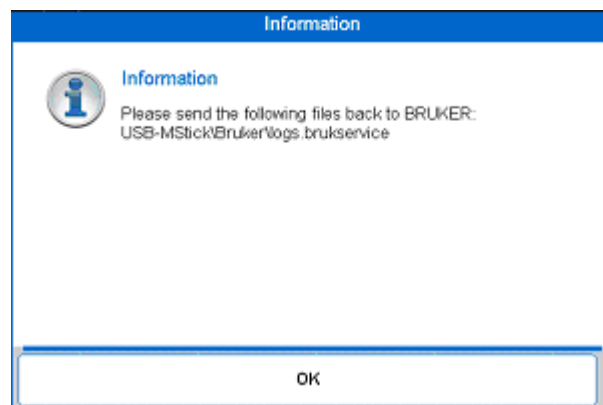 Information
Information
Please send the following files back to BRUKER:
USB-MStick\Bruker\logs.brukservice
OK